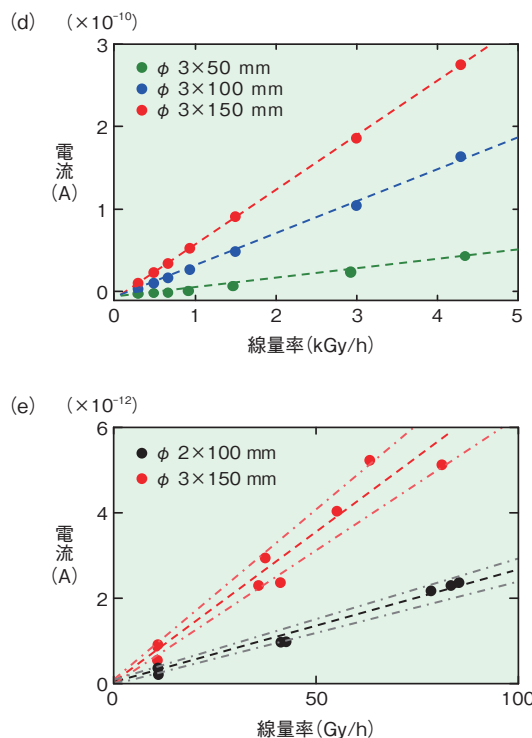 (d) (×10⁻¹⁰)
3
φ 3×50 mm
φ 3×100 mm
φ 3×150 mm
2
電流(A)
1
0
0 1 2 3 4 5
線量率(kGy/h)
(e) (×10⁻¹²)
6
φ 2×100 mm
φ 3×150 mm
4
電流(A)
2
0
0 50 100
線量率(Gy/h)